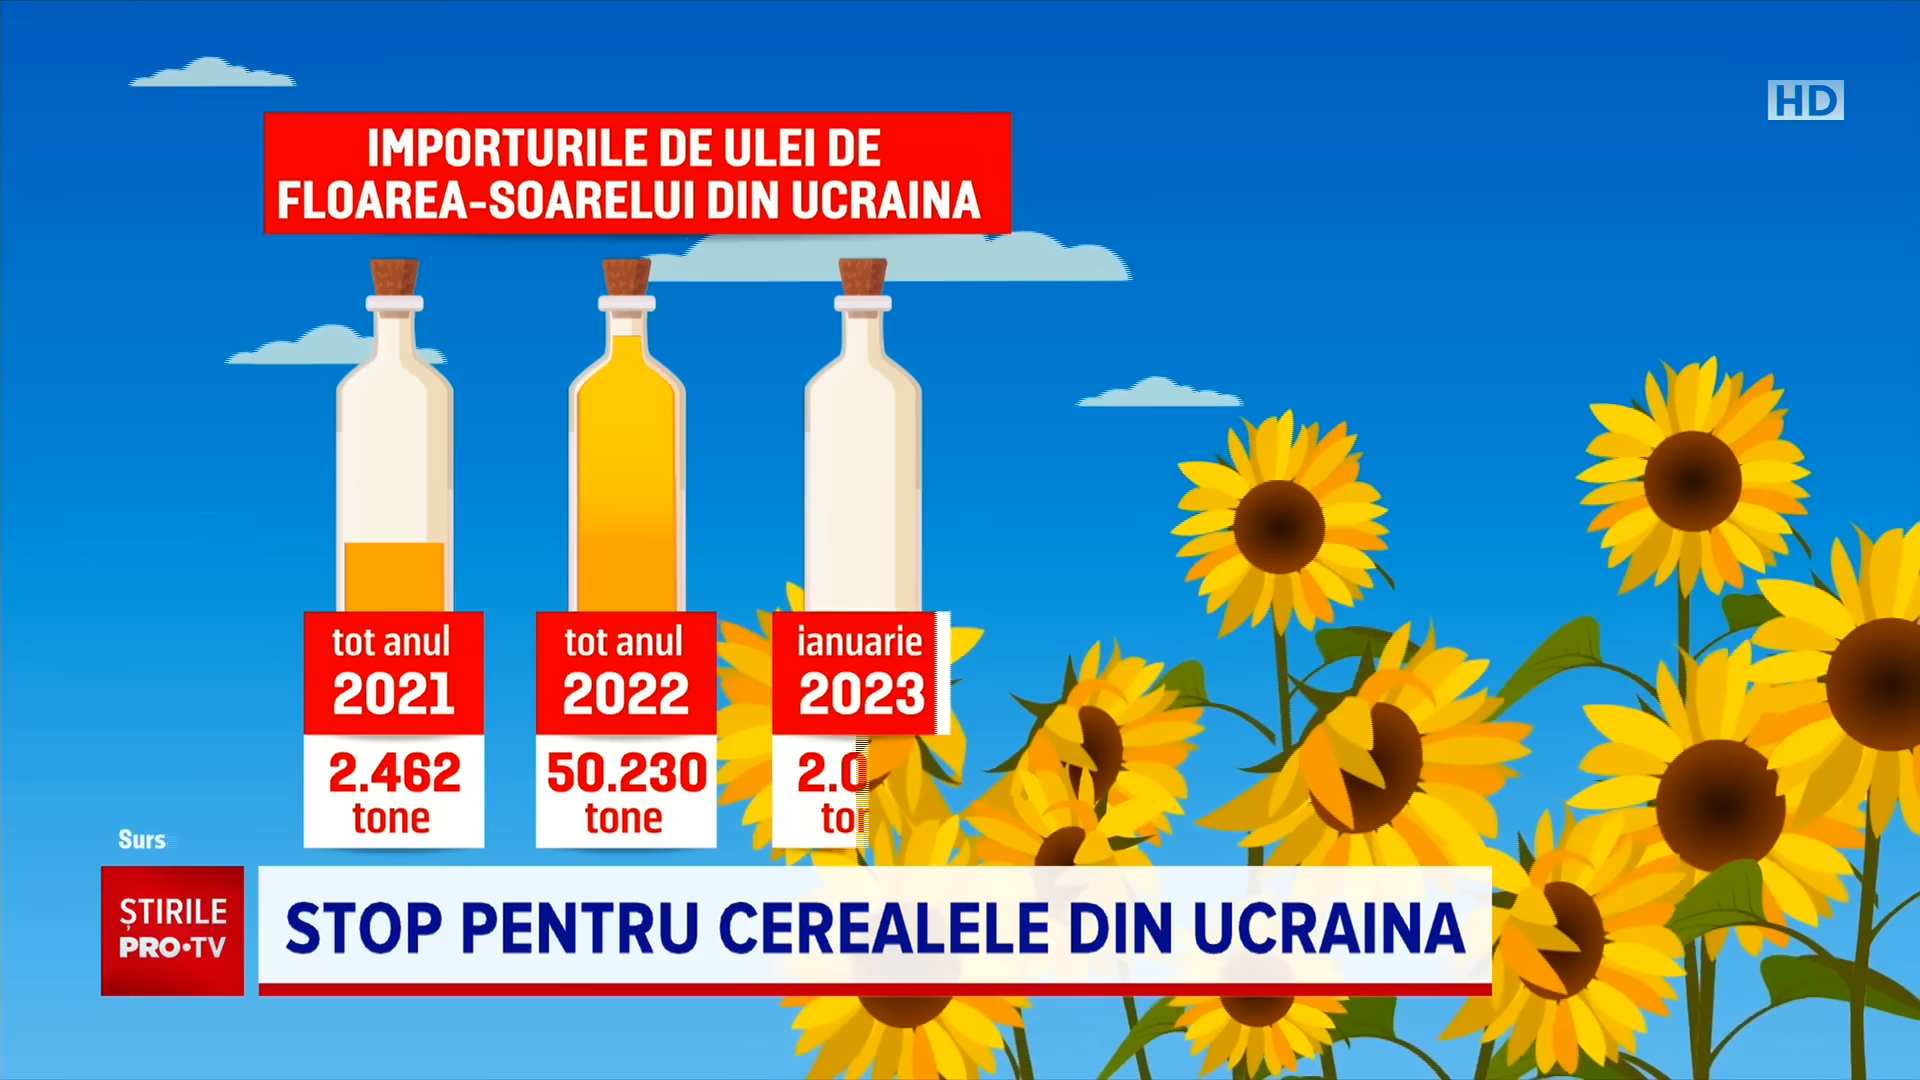 HD
IMPORTURILE DE ULEI DE
FLOAREA-SOARELUI DIN UCRAINA
tot anul
2021
2.462
tone
tot anul
2022
50.230
tone
ianuarie
2023
ȘTIRILE
PRO•TV
STOP PENTRU CEREALELE DIN UCRAINA